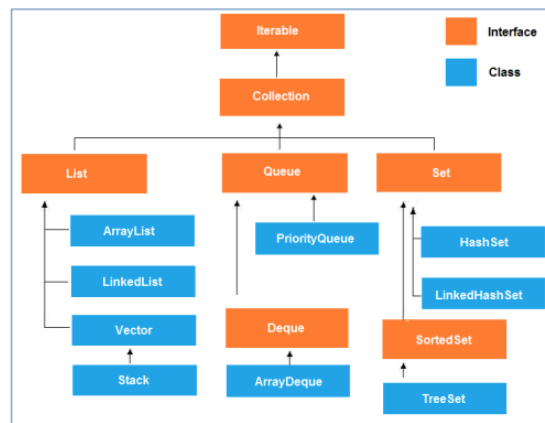 Iterable
Interface
Class
Collection
List
Queue
Set
ArrayList
PriorityQueue
HashSet
LinkedList
LinkedHashSet
Vector
Deque
SortedSet
Stack
ArrayDeque
TreeSet